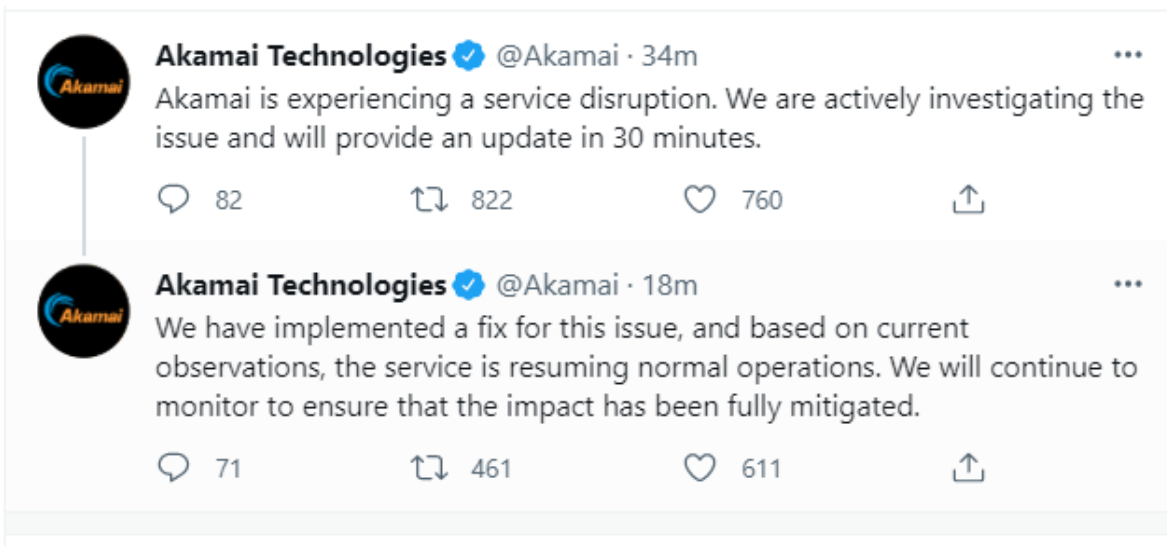 Akamai Technologies @Akamai · 34m
Akamai
Akamai is experiencing a service disruption. We are actively investigating the
issue and will provide an update in 30 minutes.
82 822 760
Akamai Technologies @Akamai · 18m
Akamai
We have implemented a fix for this issue, and based on current
observations, the service is resuming normal operations. We will continue to
monitor to ensure that the impact has been fully mitigated.
71 461 611